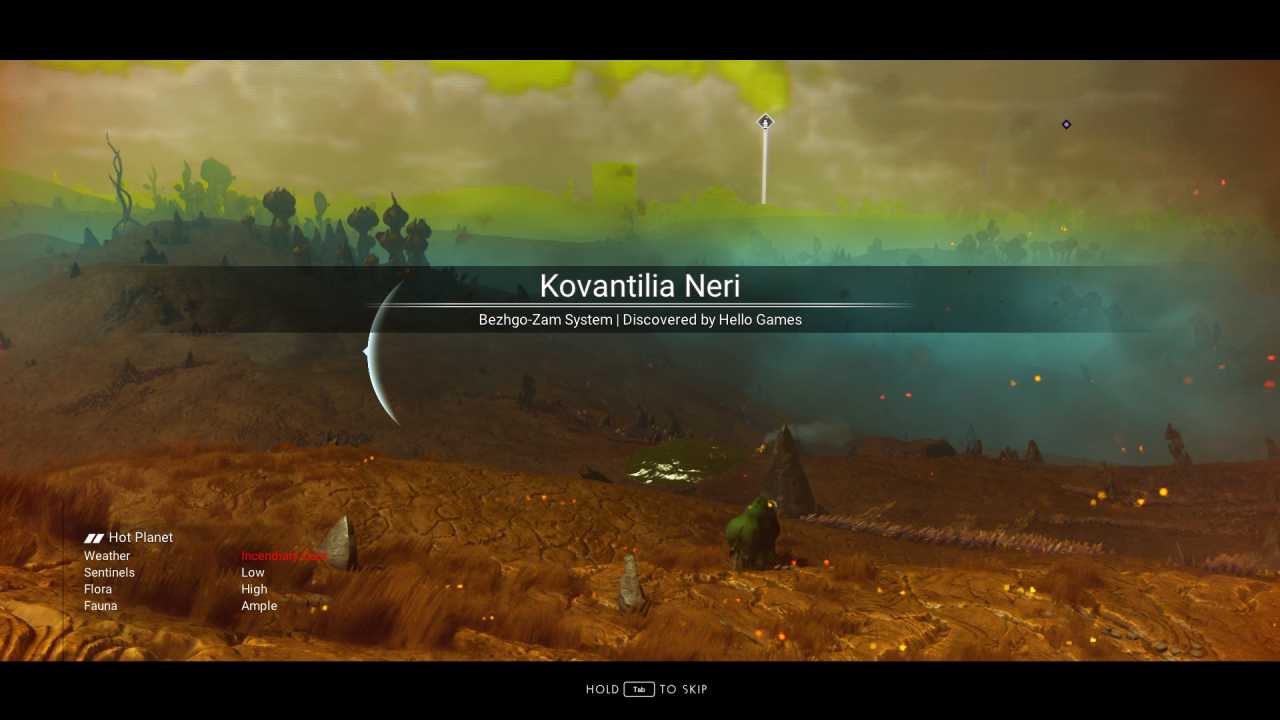 Kovantilia Neri
Bezhgo-Zam System | Discovered by Hello Games
Hot Planet
Weather
Sentinels Low
Flora High
Fauna Ample
HOLD Tab TO SKIP